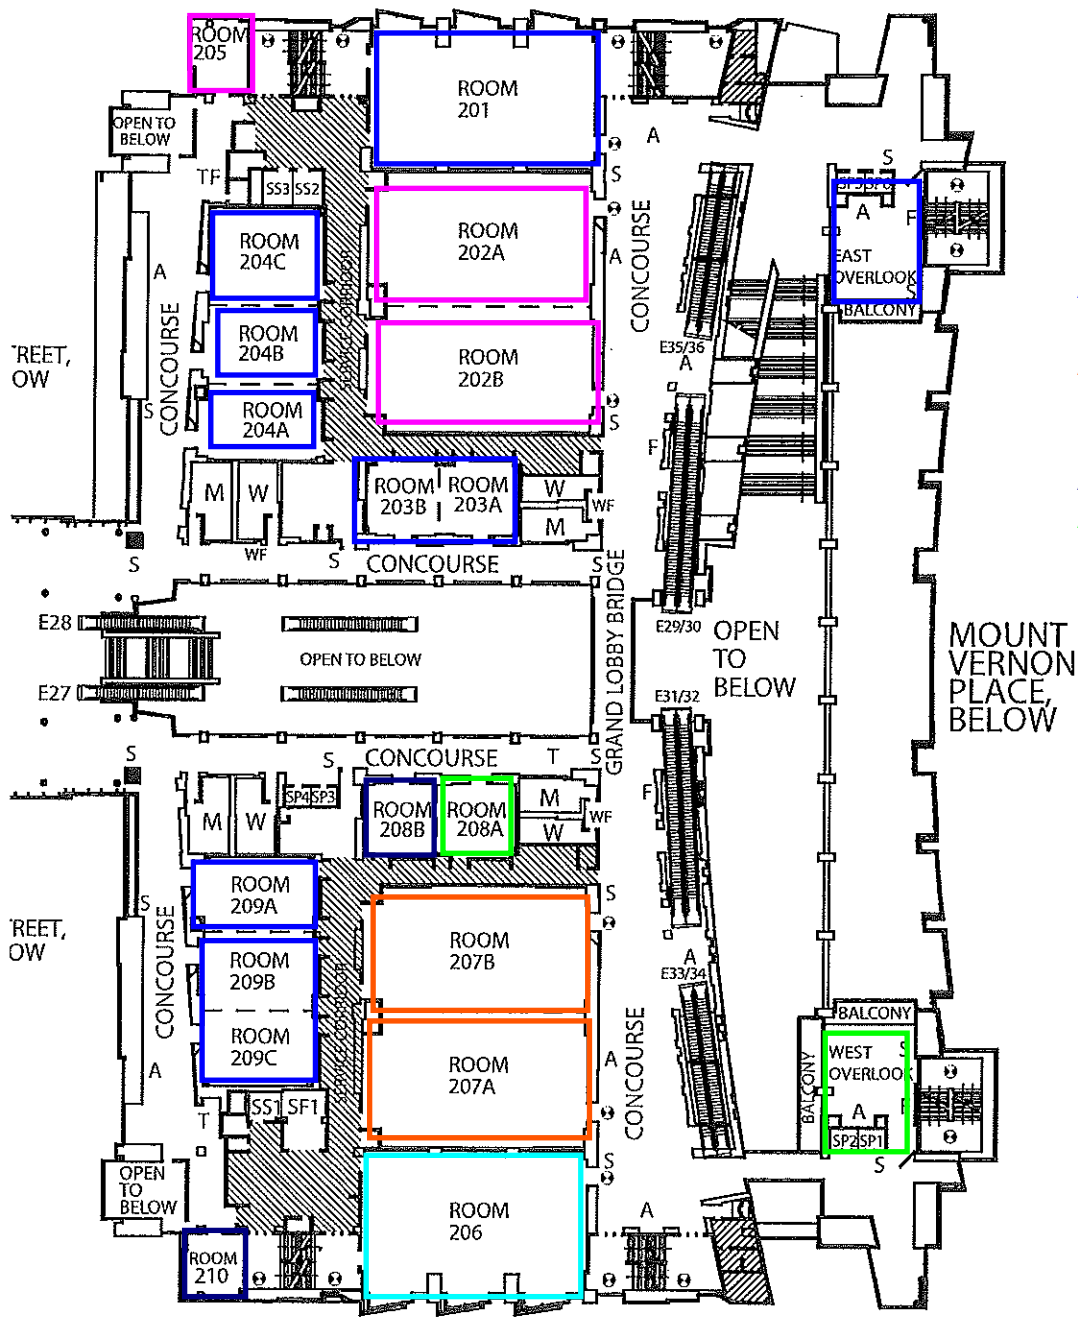 ROOM
205
OPEN TO
BELOW
TF
SS3
SS2
ROOM
201
A
S
S
SP5
SP6
A
F
EAST
OVERLOOK
S
BALCONY
ROOM
204C
ROOM
202A
A
CONCOURSE
A
CONCOURSE
S
SERVICE CORRIDOR
ROOM
204B
ROOM
202B
E35/36
A
TREET,
OW
ROOM
204A
S
F
M
W
WF
ROOM
203B
ROOM
203A
W
M
WF
S
S
CONCOURSE
S
E28
E27
OPEN TO BELOW
GRAND LOBBY BRIDGE
E29/30
OPEN
TO
BELOW
E31/32
MOUNT
VERNON
PLACE,
BELOW
S
S
CONCOURSE
T
S
M
W
SP4
SP3
ROOM
208B
ROOM
208A
M
W
WF
F
ROOM
209A
S
S
TREET,
OW
CONCOURSE
ROOM
209B
ROOM
207B
A
E33/34
ROOM
209C
SERVICE CORRIDOR
ROOM
207A
A
CONCOURSE
A
BALCONY
BALCONY
WEST
OVERLOOK
S
A
F
SP2
SP1
S
T
SS1
SF1
OPEN
TO
BELOW
S
A
ROOM
206
ROOM
210